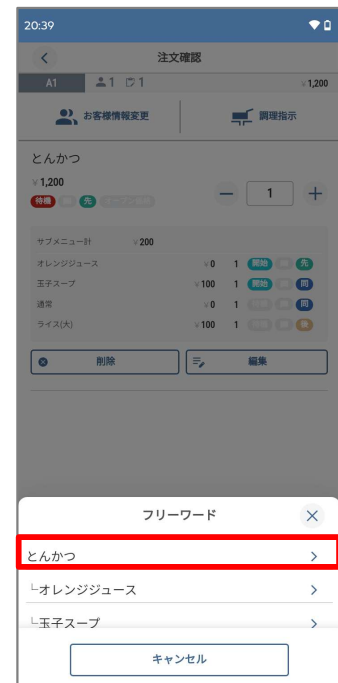 20:39
注文確認
A1 1 1 ¥1,200
お客様情報変更 調理指示
とんかつ
¥1,200
待機 先
1
サブメニュー計 ¥200
オレンジジュース ¥0 1 開始 先
玉子スープ ¥100 1 開始 同
通常 ¥0 1 同
ライス(大) ¥100 1 後
削除 編集
フリーワード
とんかつ
└オレンジジュース
└玉子スープ
キャンセル